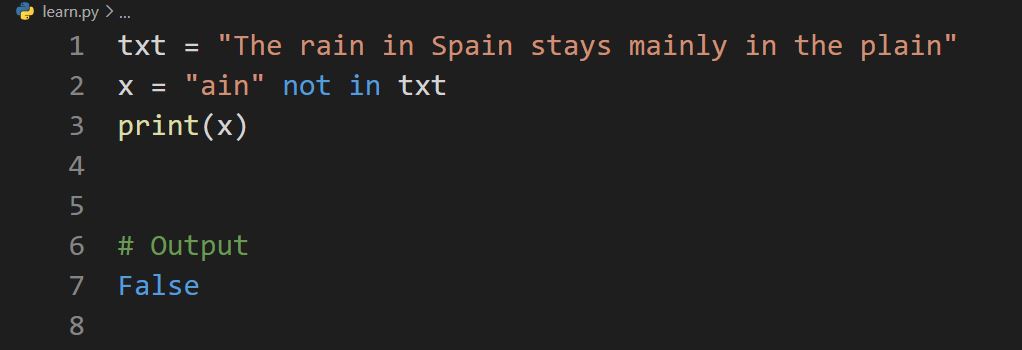 learn.py > ...
1 txt = "The rain in Spain stays mainly in the plain"
2 x = "ain" not in txt
3 print(x)
4
5
6 # Output
7 False
8